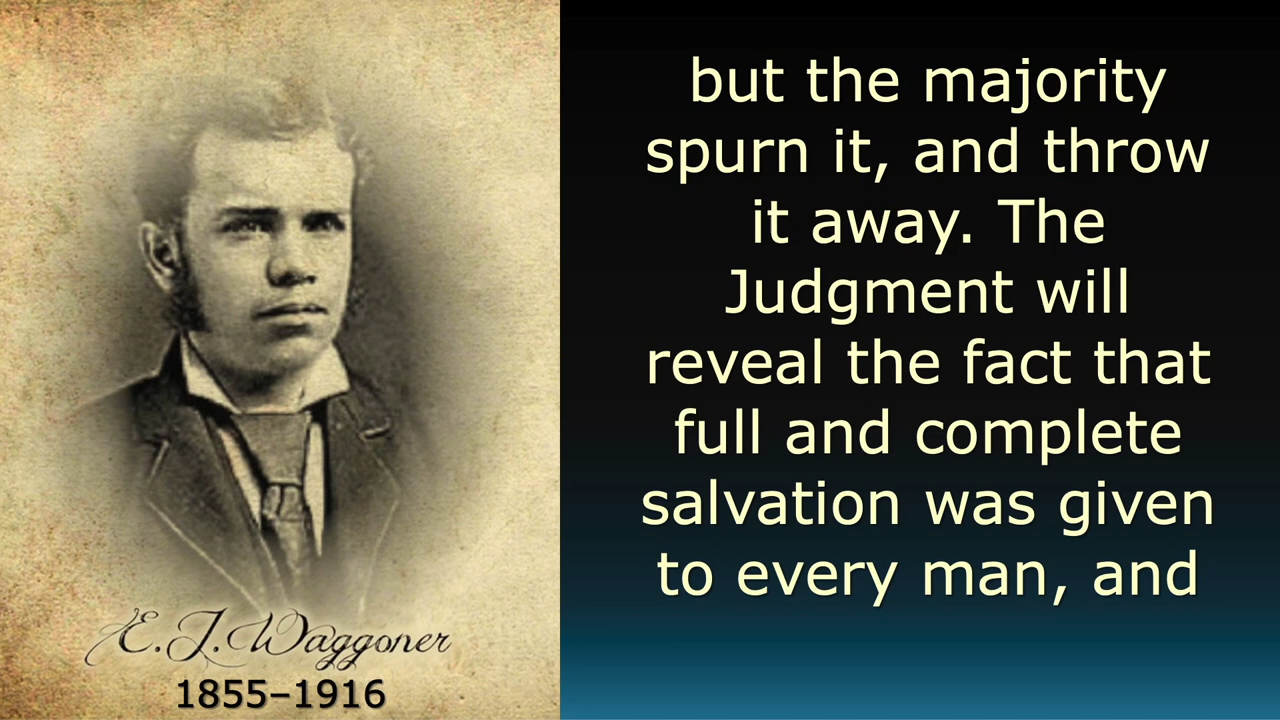 E. J. Waggoner
1855–1916
but the majority
spurn it, and throw
it away. The
Judgment will
reveal the fact that
full and complete
salvation was given
to every man, and